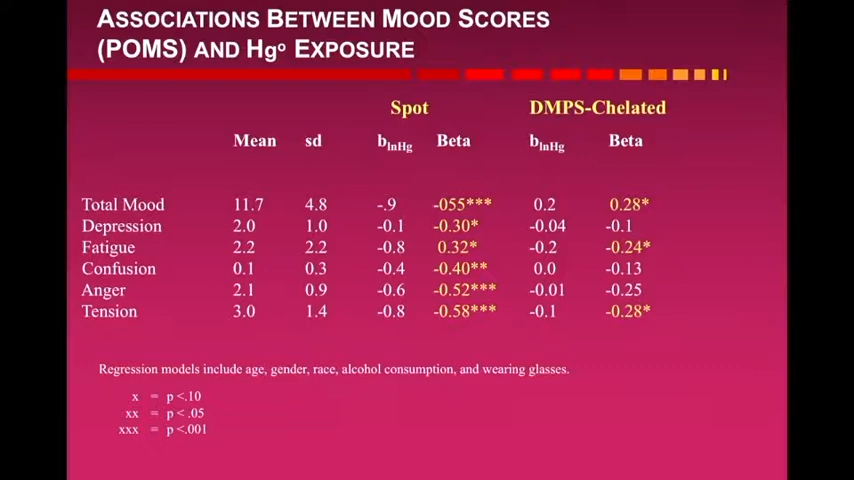 ASSOCIATIONS BETWEEN MOOD SCORES
(POMS) AND Hgº EXPOSURE
Spot DMPS-Chelated
Mean sd blnHg Beta blnHg Beta
Total Mood 11.7 4.8 -.9 -055*** 0.2 0.28*
Depression 2.0 1.0 -0.1 -0.30* -0.04 -0.1
Fatigue 2.2 2.2 -0.8 0.32* -0.2 -0.24*
Confusion 0.1 0.3 -0.4 -0.40** 0.0 -0.13
Anger 2.1 0.9 -0.6 -0.52*** -0.01 -0.25
Tension 3.0 1.4 -0.8 -0.58*** -0.1 -0.28*
Regression models include age, gender, race, alcohol consumption, and wearing glasses.
x = p <.10
xx = p < .05
xxx = p <.001